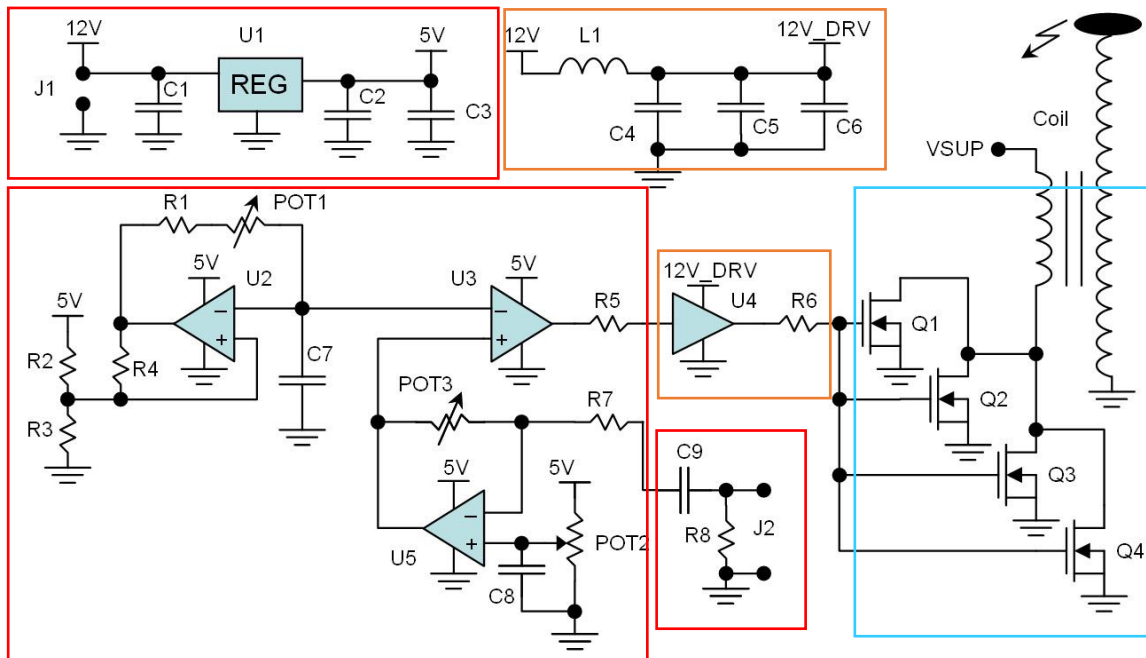 12V
U1
5V
J1
C1
REG
C2
C3
12V
L1
12V_DRV
C4
C5
C6
Coil
VSUP
R1
POT1
5V
U2
5V
R2
R4
R3
C7
U3
5V
R5
12V_DRV
U4
R6
Q1
Q2
Q3
Q4
POT3
R7
5V
U5
5V
POT2
C8
C9
R8
J2